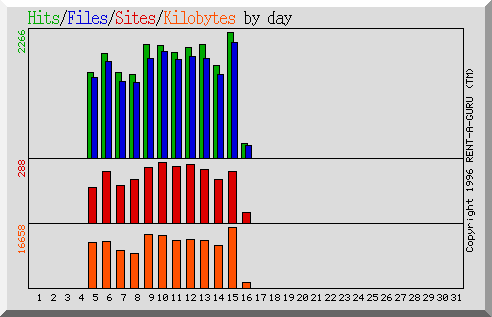 Hits/Files/Sites/Kilobytes by day
2266
288
16658
Copyright 1996 RENT-A-GURU (TM)
1 2 3 4 5 6 7 8 9 10 11 12 13 14 15 16 17 18 19 20 21 22 23 24 25 26 27 28 29 30 31